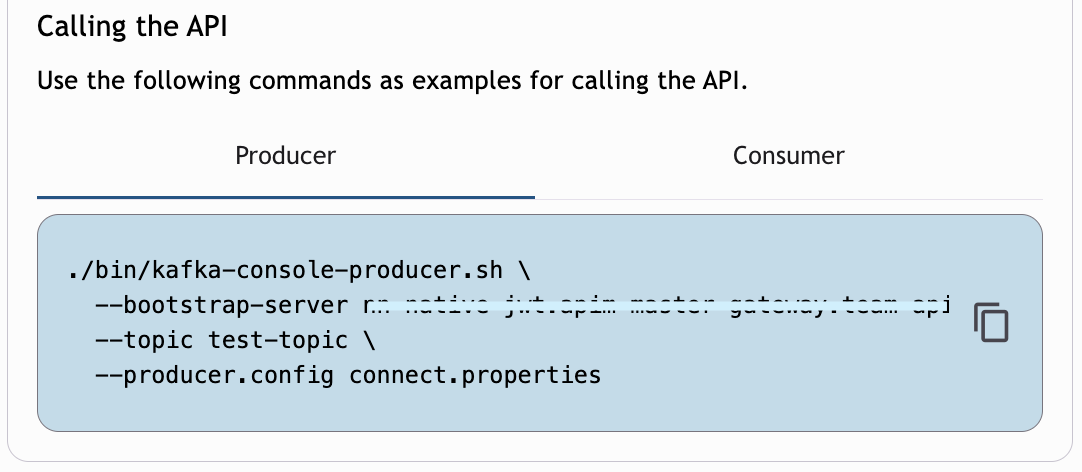 Calling the API
Use the following commands as examples for calling the API.
Producer
Consumer
./bin/kafka-console-producer.sh \
--bootstrap-server
--topic test-topic \
--producer.config connect.properties